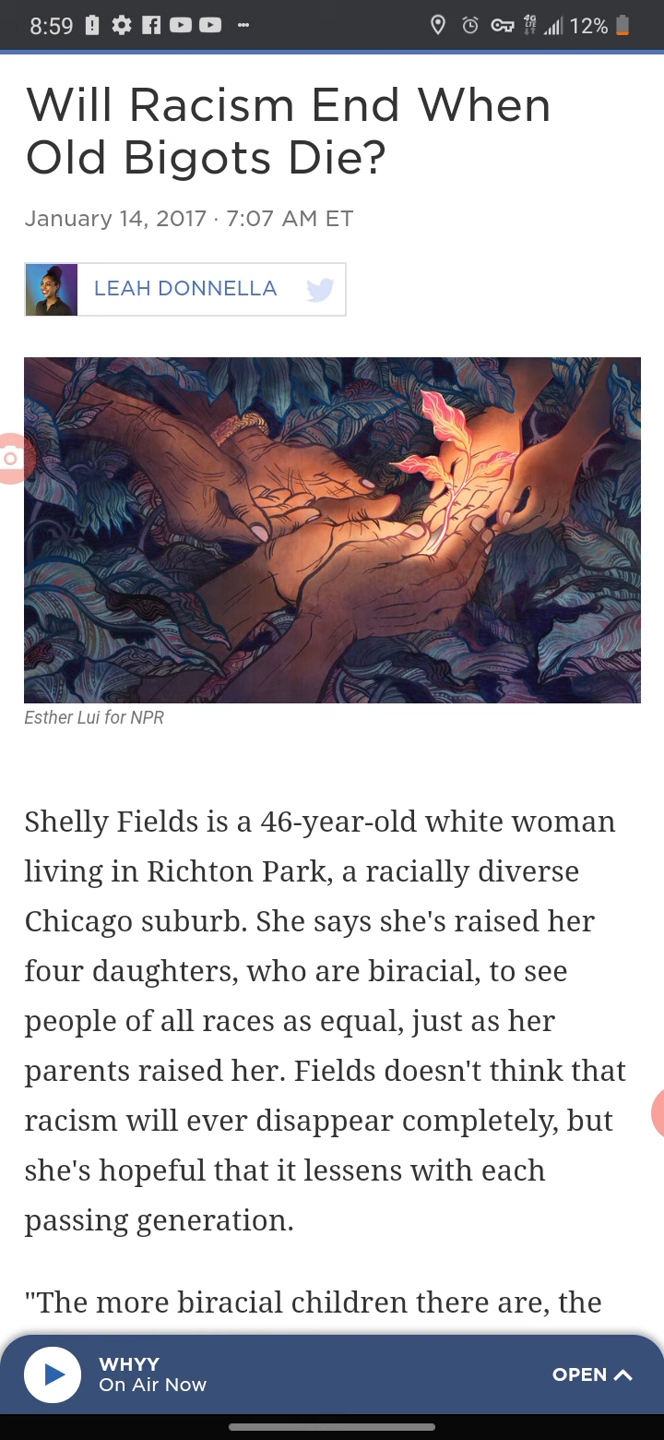 8:59
4G
LTE
12%
Will Racism End When
Old Bigots Die?
January 14, 2017 · 7:07 AM ET
LEAH DONNELLA
Esther Lui for NPR
Shelly Fields is a 46-year-old white woman
living in Richton Park, a racially diverse
Chicago suburb. She says she's raised her
four daughters, who are biracial, to see
people of all races as equal, just as her
parents raised her. Fields doesn't think that
racism will ever disappear completely, but
she's hopeful that it lessens with each
passing generation.
"The more biracial children there are, the
WHYY
On Air Now
OPEN